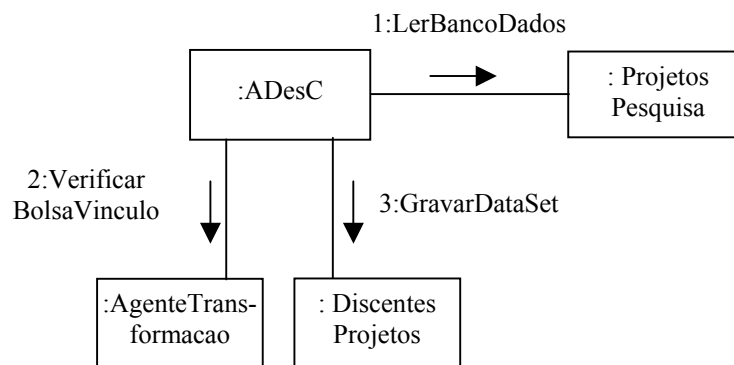 1:LerBancoDados
:ADesC
: Projetos
Pesquisa
2:Verificar
BolsaVinculo
3:GravarDataSet
:AgenteTrans-
formacao
: Discentes
Projetos